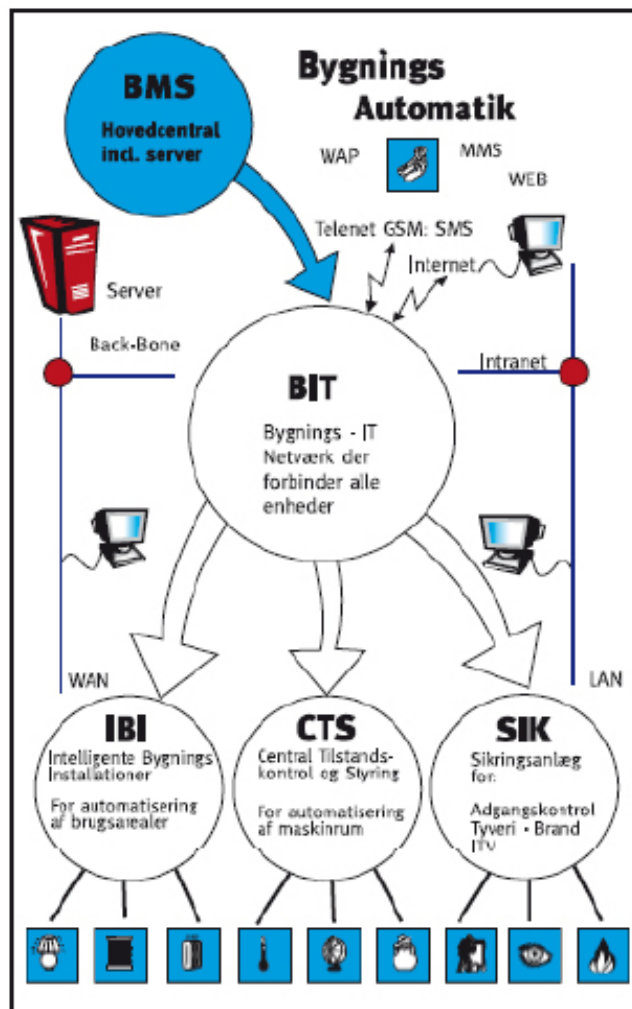 BMS
Hovedcentral
incl. server
Bygnings
Automatik
WAP
MMS
WEB
Telenet GSM: SMS
Internet
Server
Back-Bone
Intranet
BIT
Bygnings - IT
Netværk der
forbinder alle
enheder
WAN
LAN
IBI
Intelligente Bygnings
Installationer
For automatisering
af brugsarealer
CTS
Central Tilstands-
kontrol og Styring
For automatisering
af maskinrum
SIK
Sikringsanlæg
for:
Adgangskontrol
Tyveri - Brand
ITV